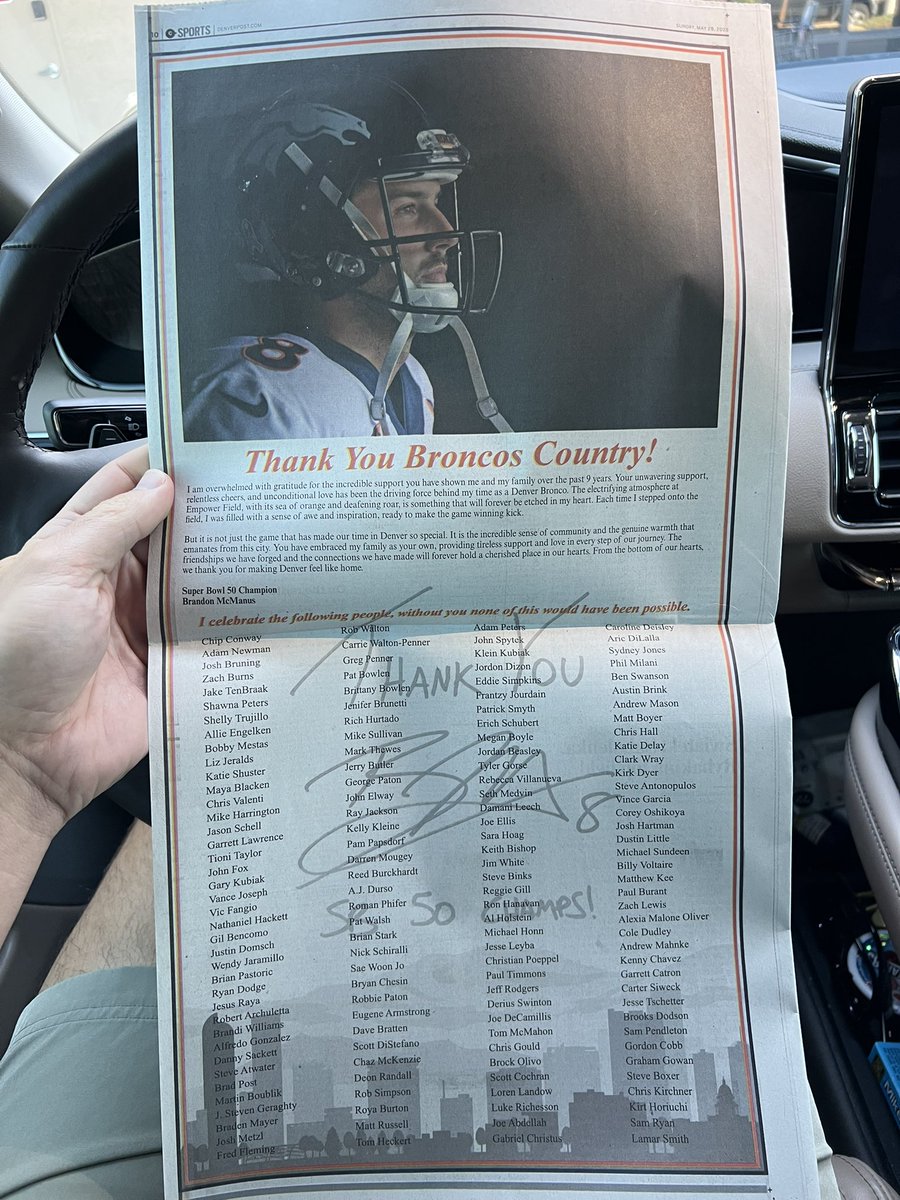 10 SPORTS DENVERPOST.COM SUNDAY, MAY 28, 2023
8
Thank You Broncos Country!
I am overwhelmed with gratitude for the incredible support you have shown me and my family over the past 9 years. Your unwavering support,
relentless cheers, and unconditional love has been the driving force behind my time as a Denver Bronco. The electrifying atmosphere at
Empower Field, with its sea of orange and deafening roar, is something that will forever be etched in my heart. Each time I stepped onto the
field, I was filled with a sense of awe and inspiration, ready to make the game winning kick.
But it is not just the game that has made our time in Denver so special. It is the incredible sense of community and the genuine warmth that
emanates from this city. You have embraced my family as your own, providing tireless support and love in every step of our journey. The
friendships we have forged and the connections we have made will forever hold a cherished place in our hearts. From the bottom of our hearts,
we thank you for making Denver feel like home.
Super Bowl 50 Champion
Brandon McManus
I celebrate the following people, without you none of this would have been possible.
Chip Conway
Adam Newman
Josh Bruning
Zach Burns
Jake TenBraak
Shawna Peters
Shelly Trujillo
Allie Engelken
Bobby Mestas
Liz Jeralds
Katie Shuster
Maya Blacken
Chris Valenti
Mike Harrington
Jason Schell
Garrett Lawrence
Tioni Taylor
John Fox
Gary Kubiak
Vance Joseph
Vic Fangio
Nathaniel Hackett
Gil Bencomo
Justin Domsch
Wendy Jaramillo
Brian Pastoric
Ryan Dodge
Jesus Raya
Robert Archuletta
Brandi Williams
Alfredo Gonzalez
Danny Sackett
Steve Atwater
Brad Post
Martin Boublik
J. Steven Geraghty
Braden Mayer
Josh Metzl
Fred Fleming
Rob Walton
Carrie Walton-Penner
Greg Penner
Pat Bowlen
Brittany Bowlen
Jenifer Brunetti
Rich Hurtado
Mike Sullivan
Mark Thewes
Jerry Butler
George Paton
John Elway
Ray Jackson
Kelly Kleine
Pam Papsdorf
Darren Mougey
Reed Burckhardt
A.J. Durso
Roman Phifer
Pat Walsh
Brian Stark
Nick Schiralli
Sae Woon Jo
Bryan Chesin
Robbie Paton
Eugene Armstrong
Dave Bratten
Scott DiStefano
Chaz McKenzie
Deon Randall
Rob Simpson
Roya Burton
Matt Russell
Tom Heckert
Adam Peters
John Spytek
Klein Kubiak
Jordon Dizon
Eddie Simpkins
Frantzy Jourdain
Patrick Smyth
Erich Schubert
Megan Boyle
Jordan Beasley
Tyler Gorse
Rebecca Villanueva
Seth Medvin
Damani Leech
Joe Ellis
Sara Hoag
Keith Bishop
Jim White
Steve Binks
Reggie Gill
Ron Hanavan
Al Holstein
Michael Honn
Jesse Leyba
Christian Poeppel
Paul Timmons
Jeff Rodgers
Derius Swinton
Joe DeCamillis
Tom McMahon
Chris Gould
Brock Olivo
Scott Cochran
Loren Landow
Luke Richesson
Joe Abdellah
Gabriel Christus
Caroline Deisley
Aric DiLalla
Sydney Jones
Phil Milani
Ben Swanson
Austin Brink
Andrew Mason
Matt Boyer
Chris Hall
Katie Delay
Clark Wray
Kirk Dyer
Steve Antonopulos
Vince Garcia
Corey Oshikoya
Josh Hartman
Dustin Little
Michael Sundeen
Billy Voltaire
Matthew Kee
Paul Burant
Zach Lewis
Alexia Malone Oliver
Cole Dudley
Andrew Mahnke
Kenny Chavez
Garrett Catron
Carter Siweck
Jesse Tschetter
Brooks Dodson
Sam Pendleton
Gordon Cobb
Graham Gowan
Steve Boxer
Chris Kirchner
Kirt Horiuchi
Sam Ryan
Lamar Smith
THANK YOU
8
SB 50 Champs!